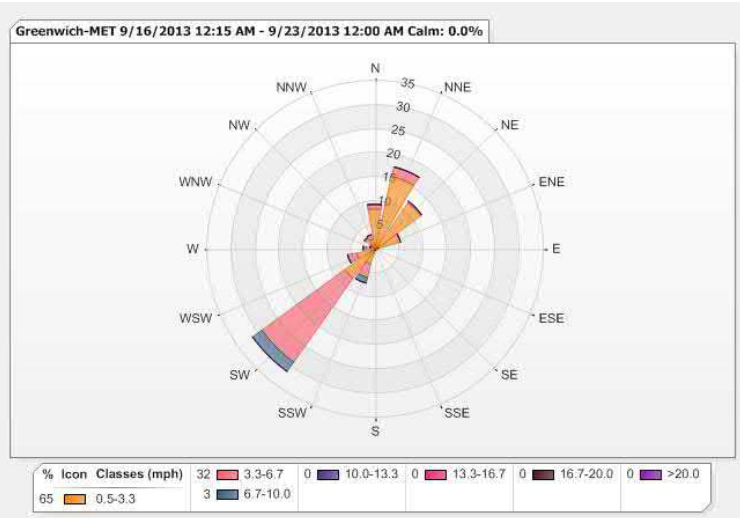 Greenwich-MET 9/16/2013 12:15 AM - 9/23/2013 12:00 AM Calm: 0.0%
N
NNW
35
NNE
30
NW
25
NE
20
WNW
15
ENE
10
5
W
E
WSW
ESE
SW
SE
SSW
SSE
S
% Icon Classes (mph) 32 3.3-6.7 0 10.0-13.3 0 13.3-16.7 0 16.7-20.0 0 >20.0
65 0.5-3.3 3 6.7-10.0